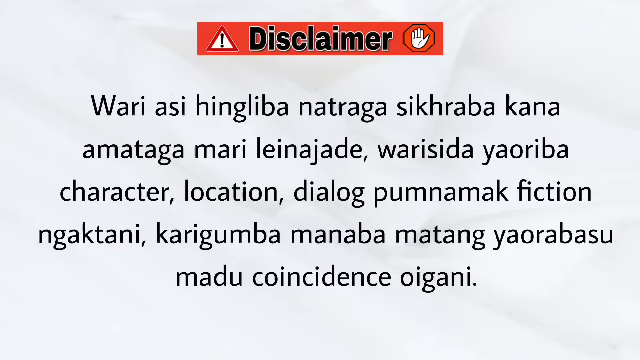 Disclaimer
Wari asi hingliba natraga sikhraba kana
amataga mari leinajade, warisida yaoriba
character, location, dialog pumnamak fiction
ngaktani, karigumba manaba matang yaorabasu
madu coincidence oigani.